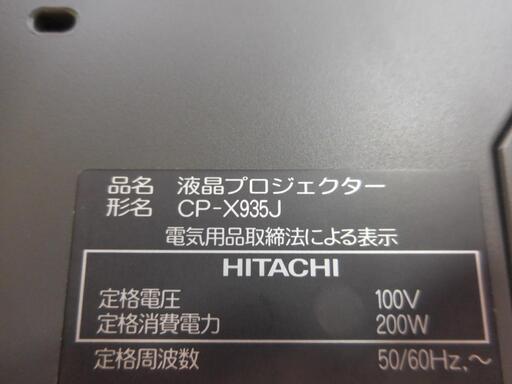 品名 液晶プロジェクター
形名 CP-X935J
電気用品取締法による表示
HITACHI
定格電圧 100V
定格消費電力 200W
定格周波数 50/60Hz,～